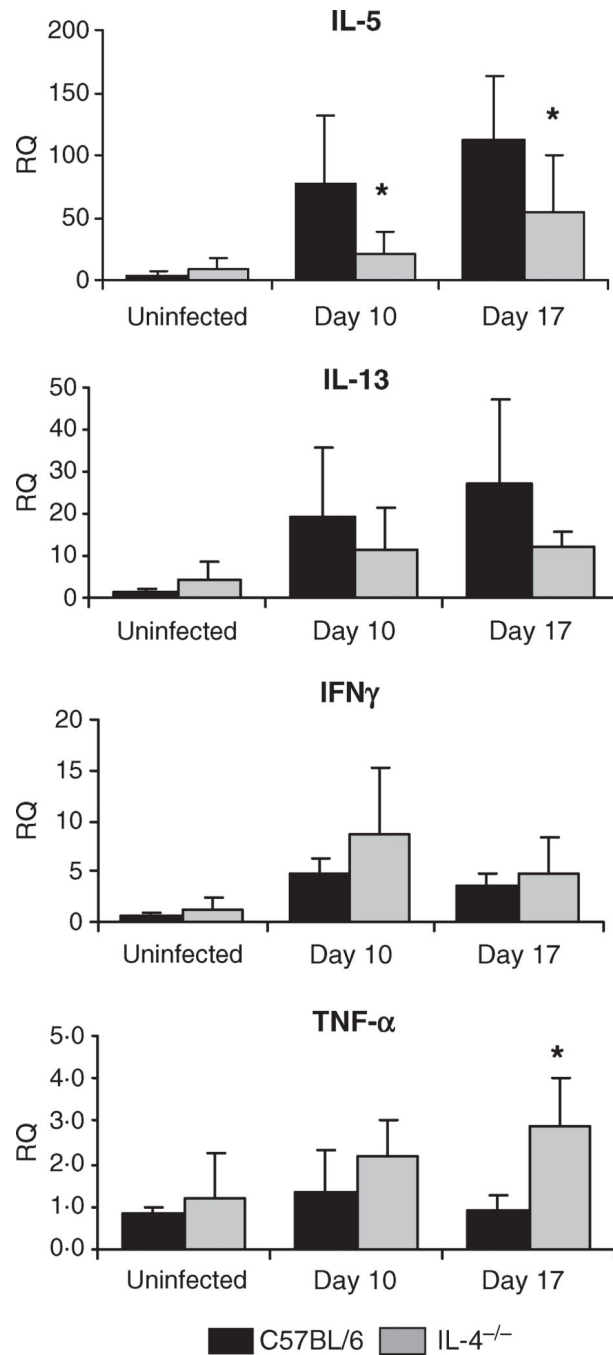 IL-5
200
150
100
50
0
RQ
*
*
Uninfected Day 10 Day 17
IL-13
50
40
30
20
10
0
RQ
Uninfected Day 10 Day 17
IFNγ
20
15
10
5
0
RQ
Uninfected Day 10 Day 17
TNF-α
5·0
4·0
3·0
2·0
1·0
0·0
RQ
*
Uninfected Day 10 Day 17
C57BL/6 IL-4⁻/⁻